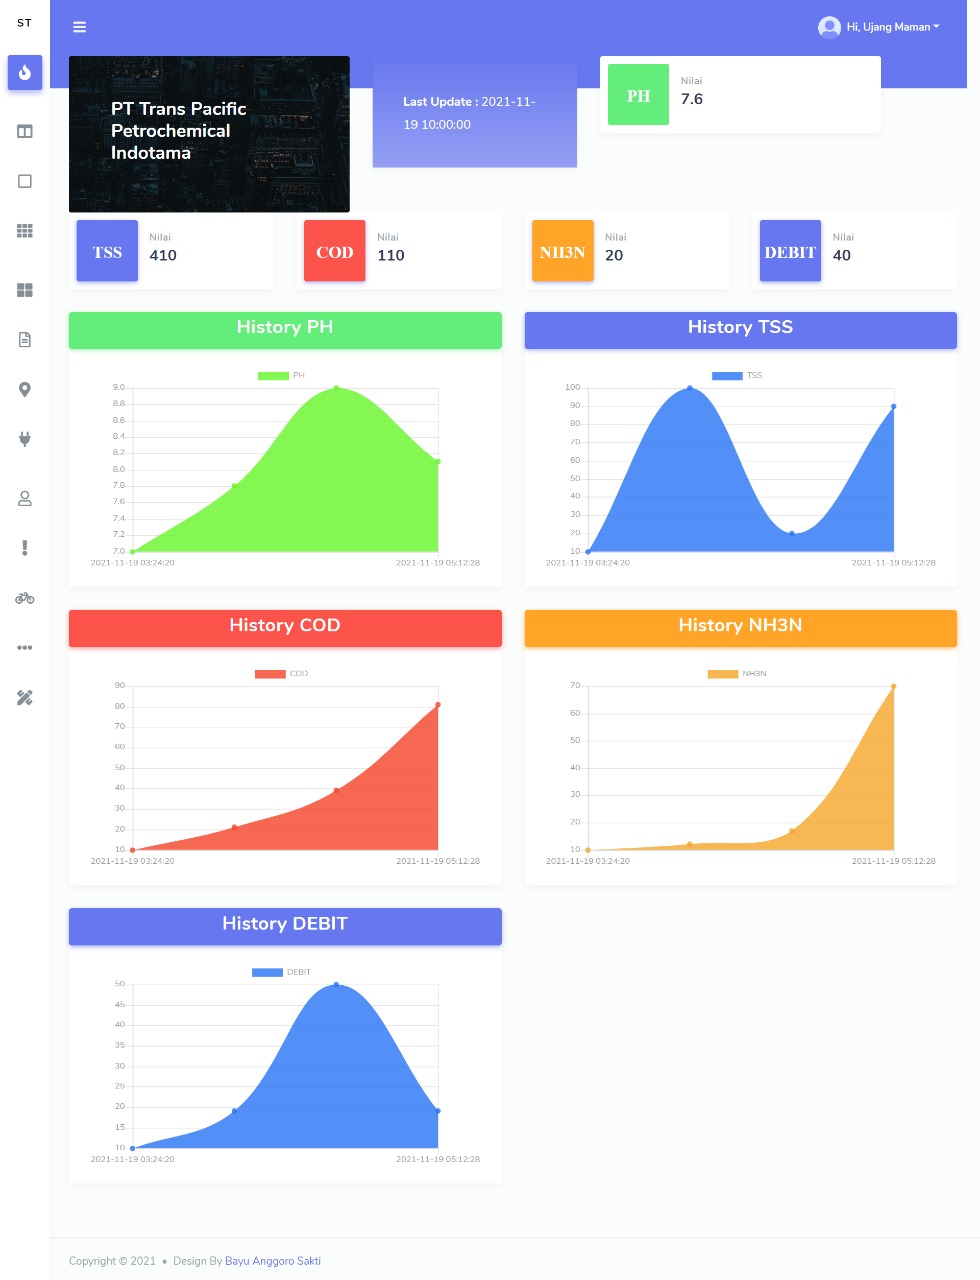 ST
Hi, Ujang Maman
PT Trans Pacific
Petrochemical
Indotama
Last Update : 2021-11-
19 10:00:00
PH
Nilai
7.6
TSS
Nilai
410
COD
Nilai
110
NH3N
Nilai
20
DEBIT
Nilai
40
History PH
PH
9.0
8.8
8.6
8.4
8.2
8.0
7.8
7.6
7.4
7.2
7.0
2021-11-19 03:24:20
2021-11-19 05:12:28
History TSS
TSS
100
90
80
70
60
50
40
30
20
10
2021-11-19 03:24:20
2021-11-19 05:12:28
History COD
COD
90
80
70
60
50
40
30
20
10
2021-11-19 03:24:20
2021-11-19 05:12:28
History NH3N
NH3N
70
60
50
40
30
20
10
2021-11-19 03:24:20
2021-11-19 05:12:28
History DEBIT
DEBIT
50
45
40
35
30
25
20
15
10
2021-11-19 03:24:20
2021-11-19 05:12:28
Copyright © 2021 • Design By Bayu Anggoro Sakti